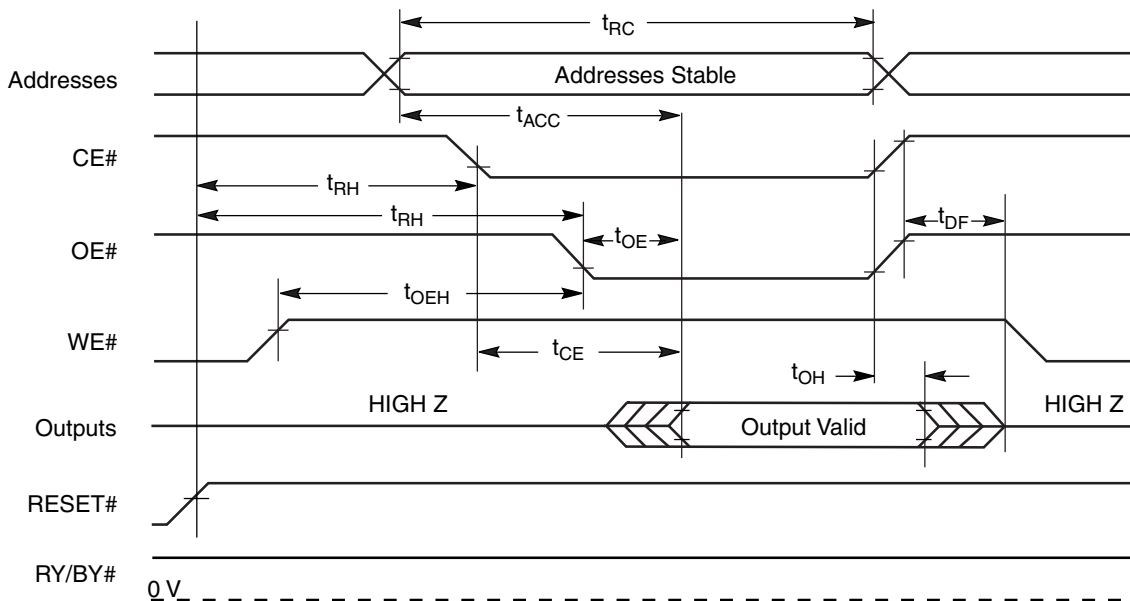 tRC
Addresses
Addresses Stable
tACC
CE#
tRH
tRH
tOE
tDF
OE#
tOEH
WE#
tCE
tOH
HIGH Z
HIGH Z
Outputs
Output Valid
RESET#
RY/BY#
0 V